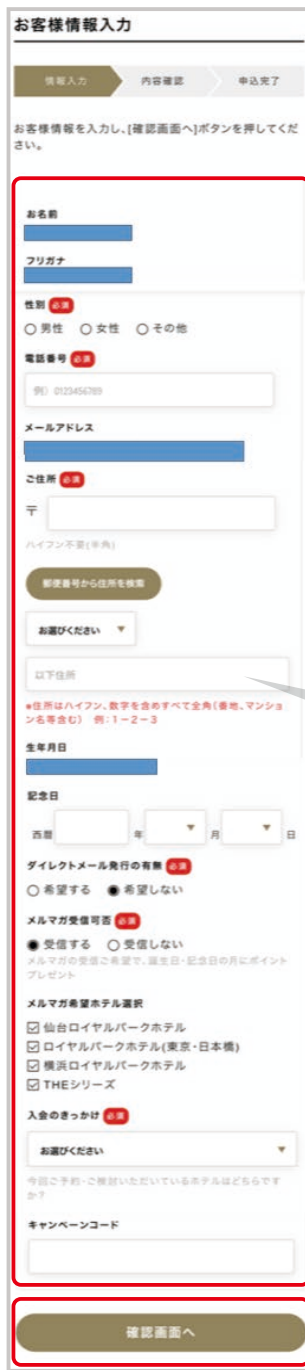 お客様情報入力
情報入力 内容確認 申込完了
お客様情報を入力し、[確認画面へ]ボタンを押してくだ
さい。
お名前
フリガナ
性別 必須
男性 女性 その他
電話番号 必須
例) 0123456789
メールアドレス
ご住所 必須
〒
ハイフン不要(半角)
郵便番号から住所を検索
お選びください ▼
以下住所
*住所はハイフン、数字を含めすべて全角(番地、マンショ
ン名等含む) 例:1-2-3
生年月日
記念日
西暦 年 ▼ 月 ▼ 日
ダイレクトメール発行の有無 必須
希望する 希望しない
メルマガ受信可否 必須
受信する 受信しない
メルマガの受信ご希望で、誕生日・記念日の月にポイント
プレゼント
メルマガ希望ホテル選択
仙台ロイヤルパークホテル
ロイヤルパークホテル(東京・日本橋)
横浜ロイヤルパークホテル
THEシリーズ
入会のきっかけ 必須
お選びください ▼
今回ご予約・ご検討いただいているホテルはどちらです
か?
キャンペーンコード
確認画面へ